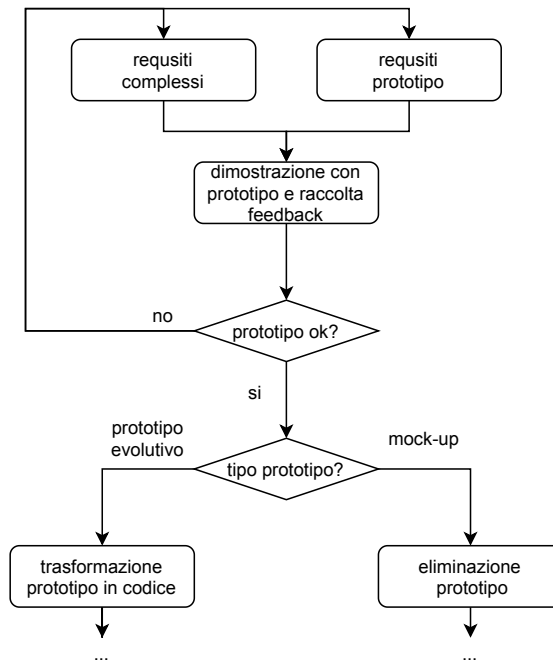 requsiti
complessi
requsiti
prototipo
dimostrazione con
prototipo e raccolta
feedback
no
prototipo ok?
si
prototipo
evolutivo
mock-up
tipo prototipo?
trasformazione
prototipo in codice
eliminazione
prototipo
...
...